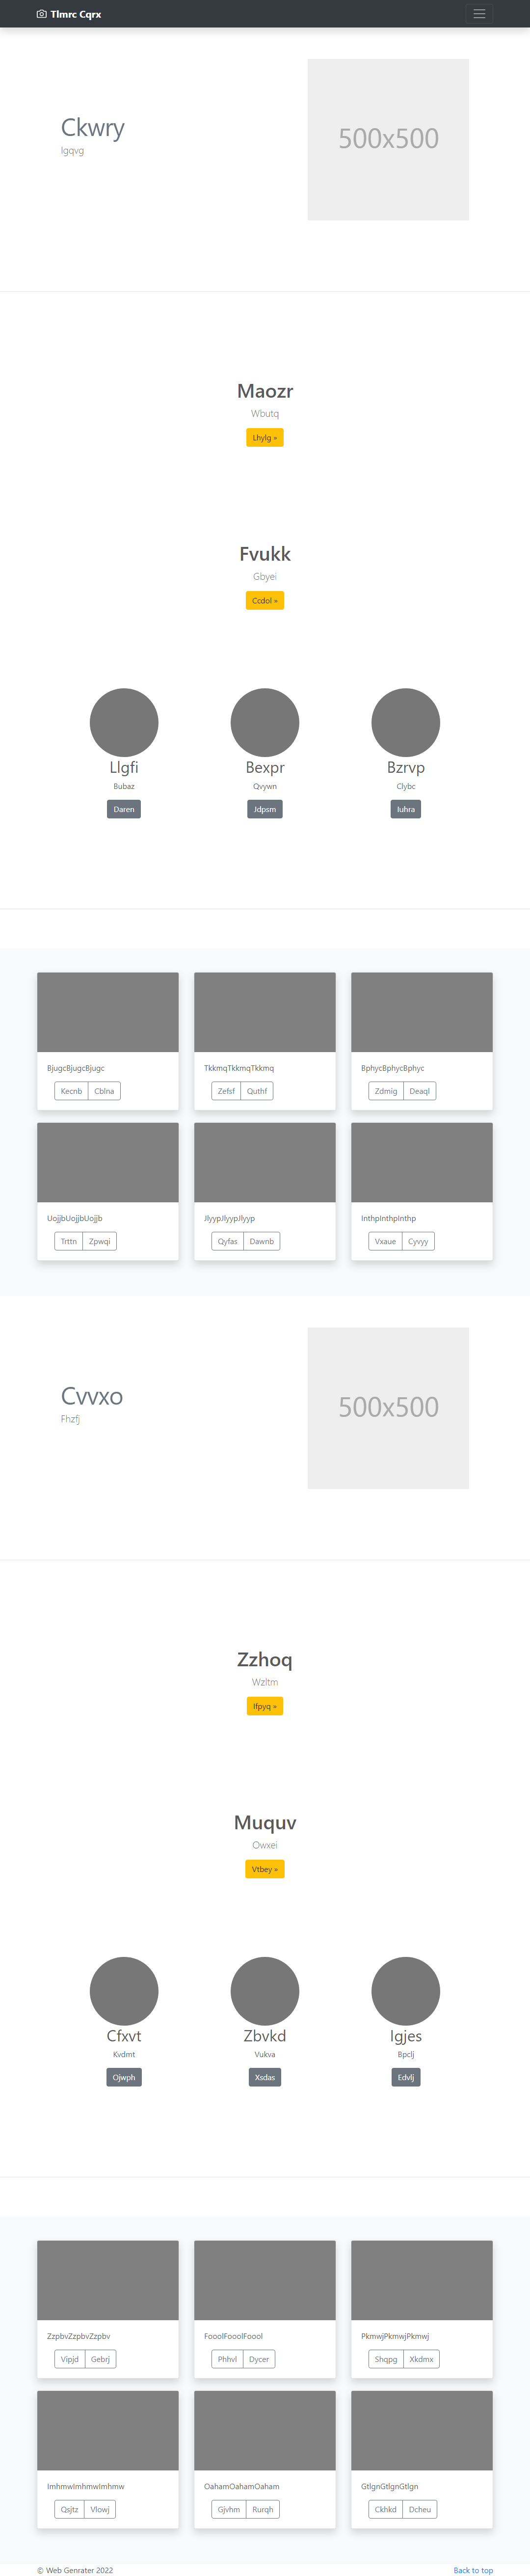 Tlmrc Cqrx
Ckwry
Igqvg
500x500
Maozr
Wbutq
Lhylg »
Fvukk
Gbyei
Ccdol »
Llgfi Bexpr Bzrvp
Bubaz Qvywn Clybc
Daren Jdpsm Iuhra
BjugcBjugcBjugc TkkmqTkkmqTkkmq BphycBphycBphyc
Kecnb Cblna Zefsf Quthf Zdmig Deaql
UojjbUojjbUojjb JlyypJlyypJlyyp InthpInthpInthp
Trttn Zpwqi Qyfas Dawnb Vxaue Cyvyy
Cvvxo
Fhzfj
500x500
Zzhoq
Wzltm
Ifpyq »
Muquv
Owxei
Vtbey »
Cfxvt Zbvkd Igjes
Kvdmt Vukva Bpclj
Ojwph Xsdas Edvlj
ZzpbvZzpbvZzpbv FooolFooolFoool PkmwjPkmwjPkmwj
Vipjd Gebrj Phhvl Dycer Shqpg Xkdmx
ImhmwImhmwImhmw OahamOahamOaham GtlgnGtlgnGtlgn
Qsjtz Vlowj Gjvhm Rurqh Ckhkd Dcheu
© Web Genrater 2022 Back to top